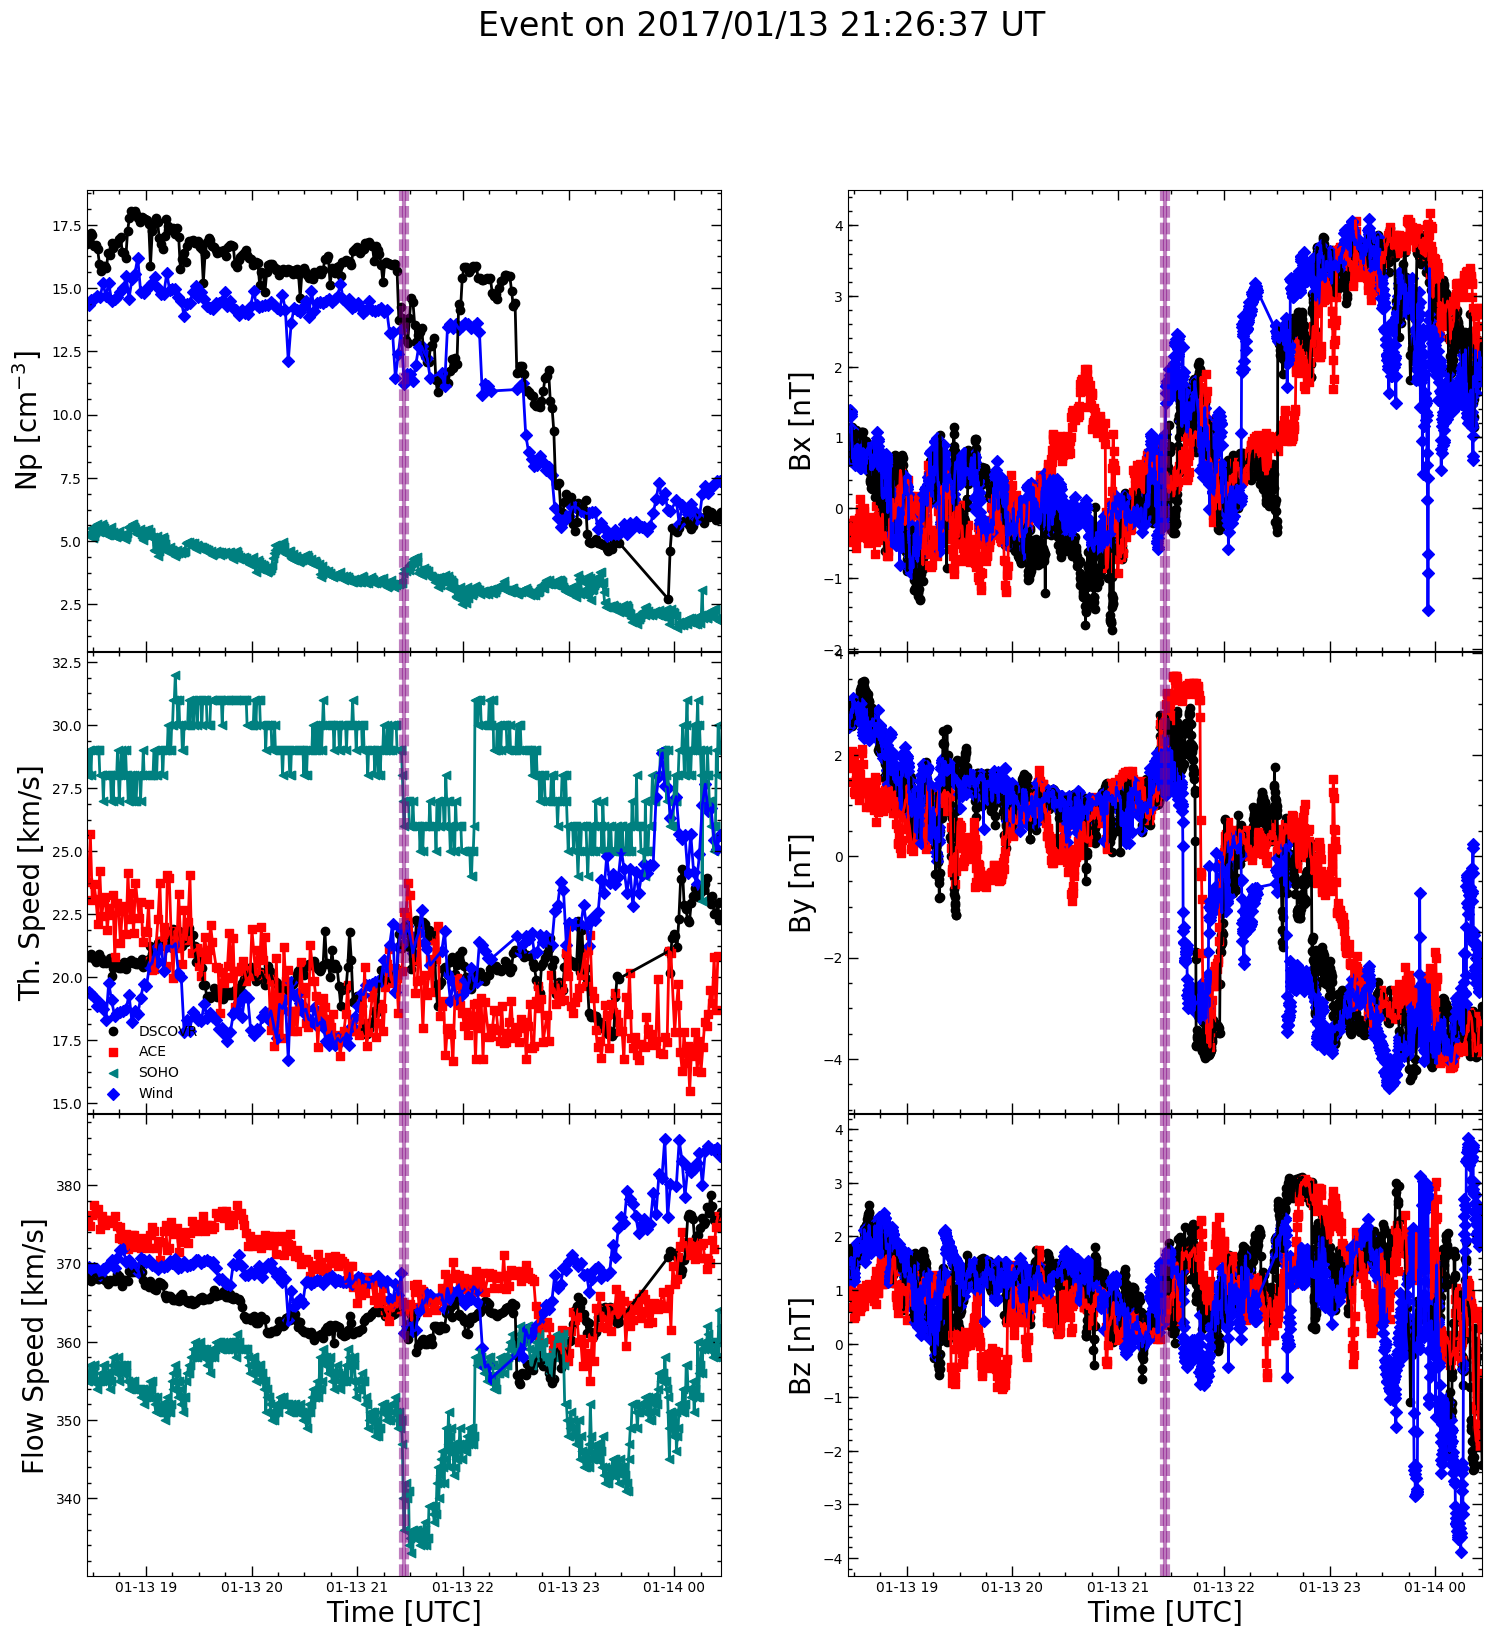 Event on 2017/01/13 21:26:37 UT
Np [cm⁻³]
17.5
15.0
12.5
10.0
7.5
5.0
2.5
Bx [nT]
4
3
2
1
0
−1
−2
Th. Speed [km/s]
32.5
30.0
27.5
25.0
22.5
20.0
17.5
15.0
DSCOVR
ACE
SOHO
Wind
By [nT]
4
2
0
−2
−4
Flow Speed [km/s]
380
370
360
350
340
Bz [nT]
4
3
2
1
0
−1
−2
−3
−4
01-13 19 01-13 20 01-13 21 01-13 22 01-13 23 01-14 00
Time [UTC]
01-13 19 01-13 20 01-13 21 01-13 22 01-13 23 01-14 00
Time [UTC]